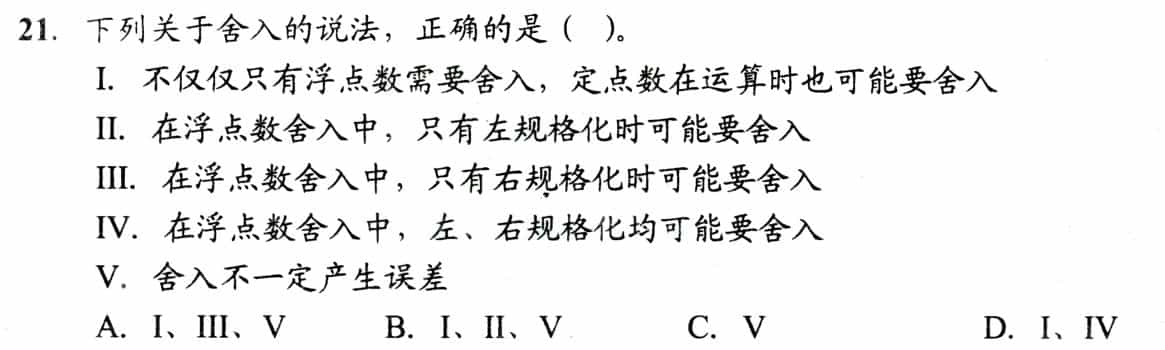 21. 下列关于舍入的说法，正确的是（ ）。
I. 不仅仅只有浮点数需要舍入，定点数在运算时也可能要舍入
II. 在浮点数舍入中，只有左规格化时可能要舍入
III. 在浮点数舍入中，只有右规格化时可能要舍入
IV. 在浮点数舍入中，左、右规格化均可能要舍入
V. 舍入不一定产生误差
A. I、III、V B. I、II、V C. V D. I、IV